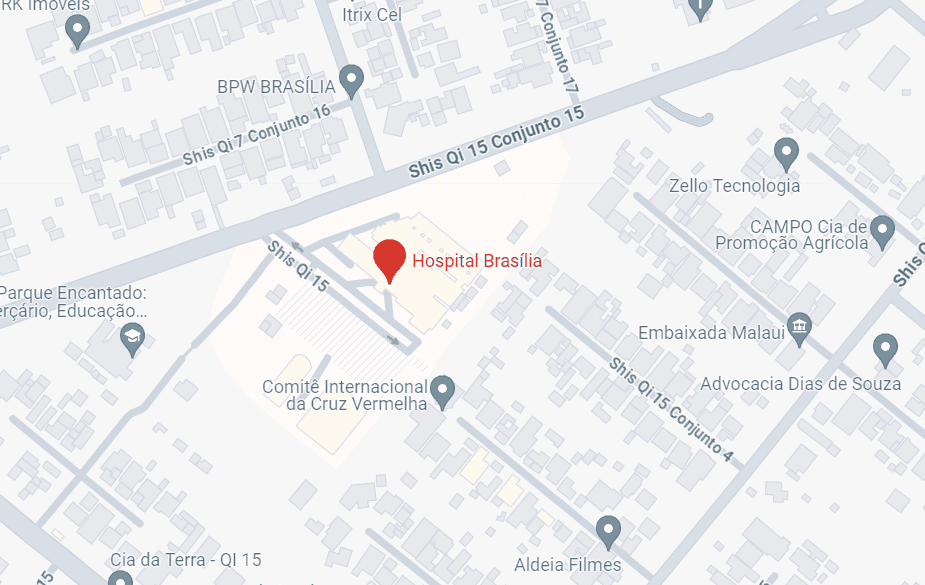 RK Imóveis
Itrix Cel
BPW BRASÍLIA
Shis Qi 7 Conjunto 16
7 Conjunto 17
Shis Qi 15 Conjunto 15
Zello Tecnologia
CAMPO Cia de
Promoção Agrícola
Shis Q
Hospital Brasília
Shis Qi 15
Parque Encantado:
erçário, Educação...
Embaixada Malaui
Advocacia Dias de Souza
Comitê Internacional
da Cruz Vermelha
Shis Qi 15 Conjunto 4
Aldeia Filmes
Cia da Terra - QI 15
15